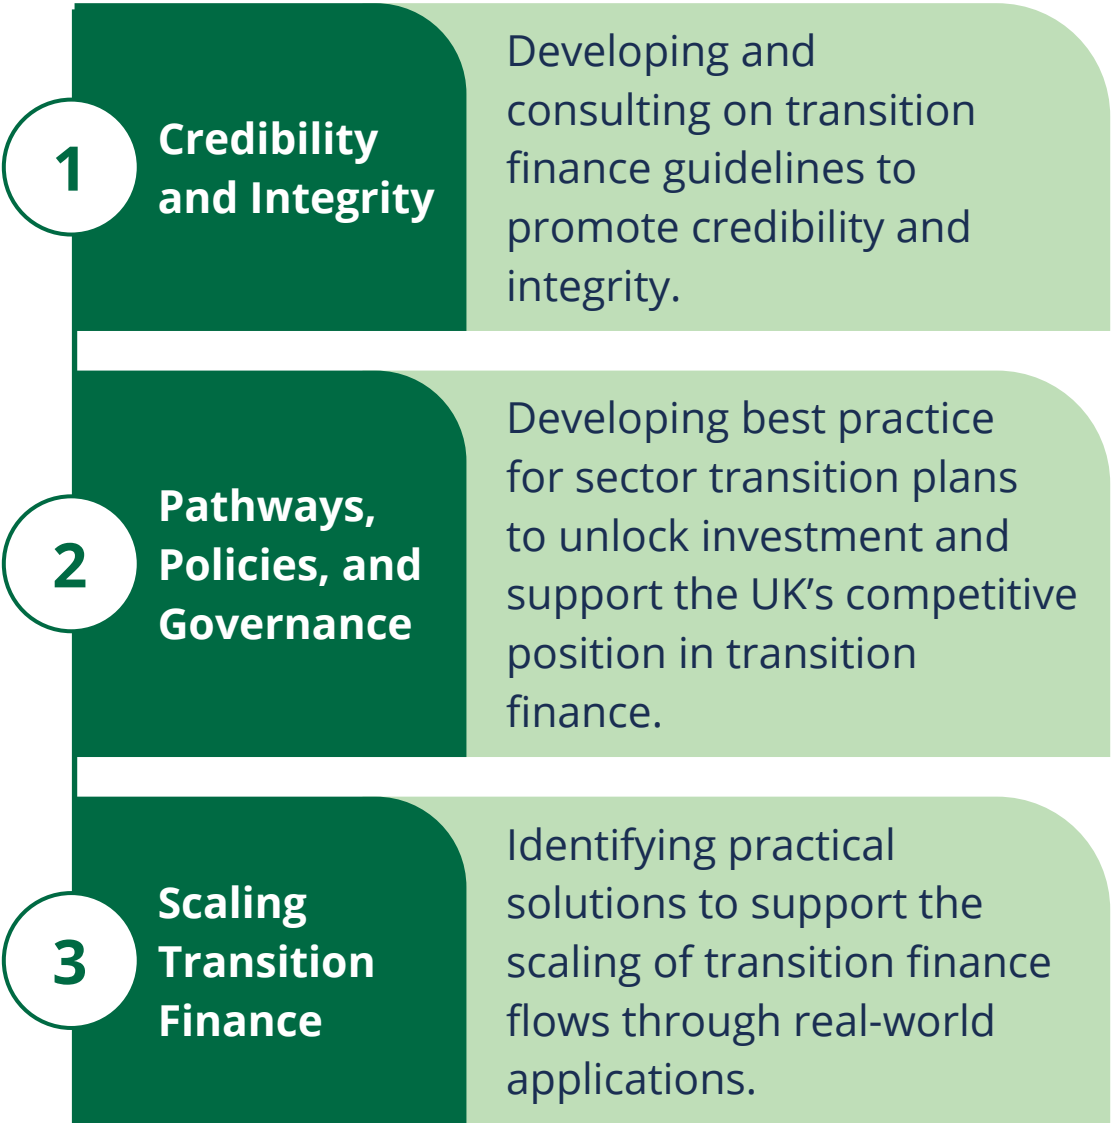 1
Credibility
and Integrity
Developing and
consulting on transition
finance guidelines to
promote credibility and
integrity.
2
Pathways,
Policies, and
Governance
Developing best practice
for sector transition plans
to unlock investment and
support the UK’s competitive
position in transition
finance.
3
Scaling
Transition
Finance
Identifying practical
solutions to support the
scaling of transition finance
flows through real-world
applications.